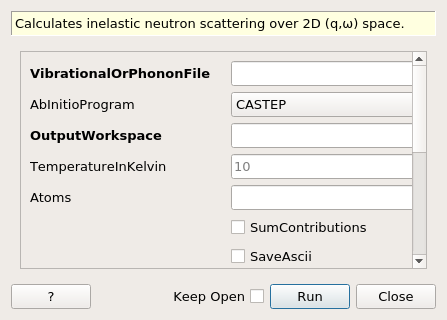 Calculates inelastic neutron scattering over 2D (q,ω) space.
VibrationalOrPhononFile
AbInitioProgram CASTEP
OutputWorkspace
TemperatureInKelvin 10
Atoms
SumContributions
SaveAscii
? Keep Open Run Close